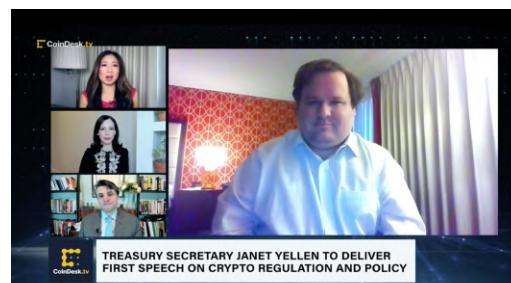 CoinDesk.tv
TREASURY SECRETARY JANET YELLEN TO DELIVER
FIRST SPEECH ON CRYPTO REGULATION AND POLICY
CoinDesk.tv